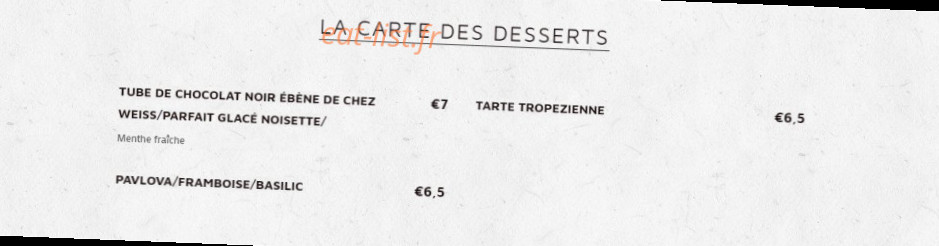 LA CARTE DES DESSERTS
eat-list.fr
TUBE DE CHOCOLAT NOIR ÉBÈNE DE CHEZ €7
WEISS/PARFAIT GLACÉ NOISETTE/
Menthe fraîche
PAVLOVA/FRAMBOISE/BASILIC €6,5
TARTE TROPEZIENNE €6,5